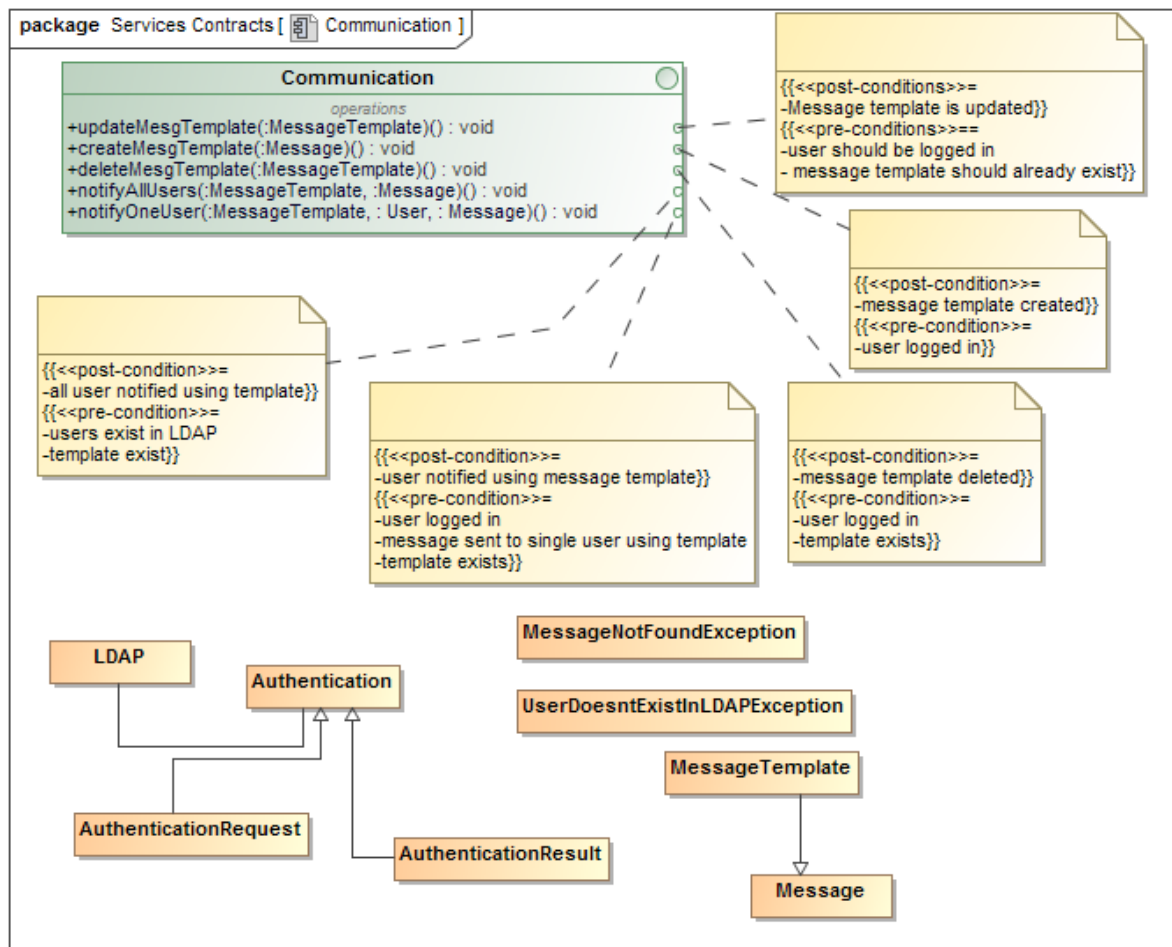 package Services Contracts [ Communication ]
Communication
operations
+updateMesgTemplate(:MessageTemplate)() : void
+createMesgTemplate(:Message)() : void
+deleteMesgTemplate(:MessageTemplate)() : void
+notifyAllUsers(:MessageTemplate, :Message)() : void
+notifyOneUser(:MessageTemplate, : User, : Message)() : void
{{<<post-conditions>>=
-Message template is updated}}
{{<<pre-conditions>>==
-user should be logged in
- message template should already exist}}
{{<<post-condition>>=
-message template created}}
{{<<pre-condition>>=
-user logged in}}
{{<<post-condition>>=
-all user notified using template}}
{{<<pre-condition>>=
-users exist in LDAP
-template exist}}
{{<<post-condition>>=
-user notified using message template}}
{{<<pre-condition>>=
-user logged in
-message sent to single user using template
-template exists}}
{{<<post-condition>>=
-message template deleted}}
{{<<pre-condition>>=
-user logged in
-template exists}}
MessageNotFoundException
LDAP
Authentication
UserDoesntExistInLDAPException
MessageTemplate
AuthenticationRequest
AuthenticationResult
Message